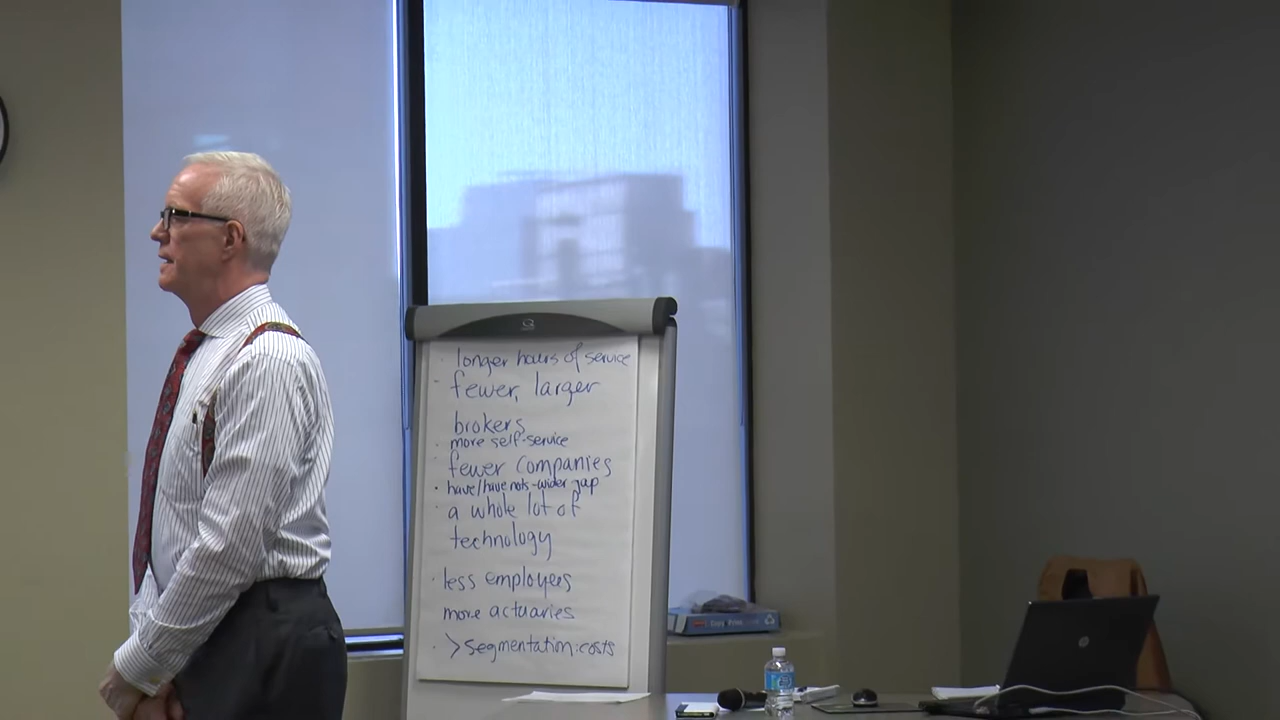 longer hours of service
fewer, larger
brokers
more self-service
fewer companies
have/have nots-wider gap
a whole lot of
technology
less employees
more actuaries
>segmentation:costs